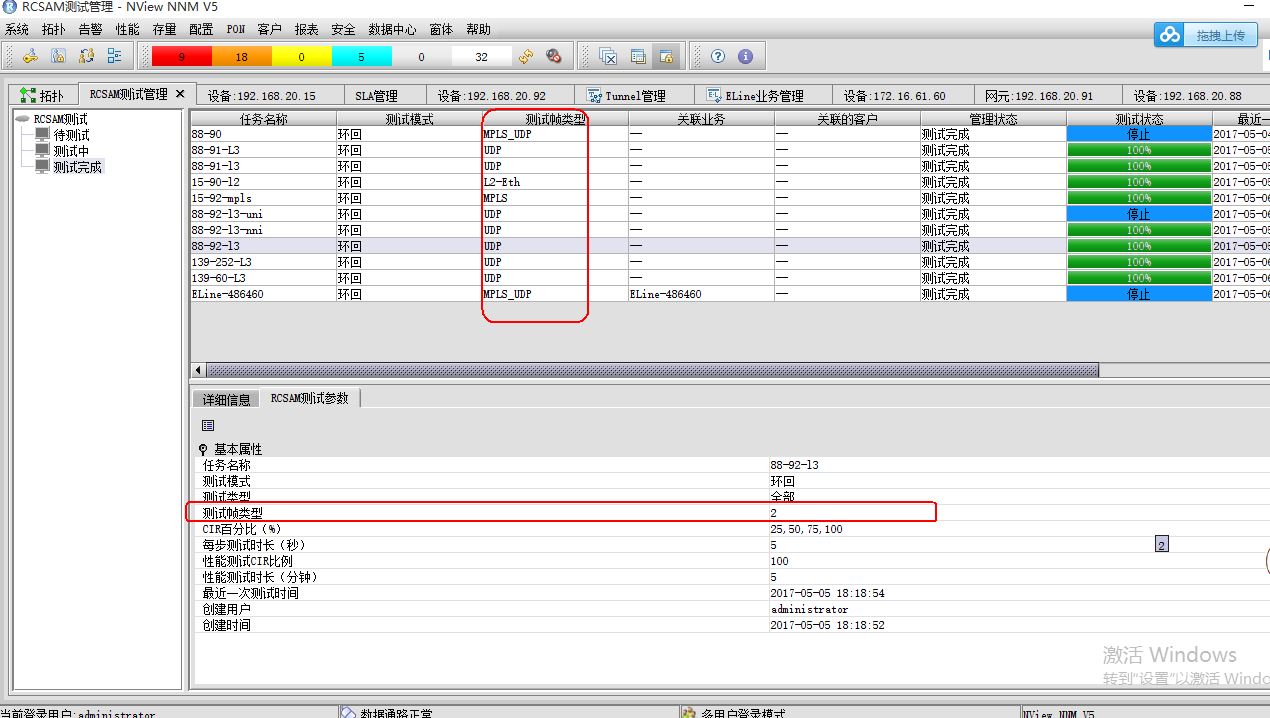 RCSAM测试管理 - NView NNM V5
系统 拓扑 告警 性能 存量 配置 PON 客户 报表 安全 数据中心 窗体 帮助
拖拽上传
9 18 0 5 0 32
拓扑 RCSAM测试管理 设备:192.168.20.15 SLA管理 设备:192.168.20.92 Tunnel管理 ELine业务管理 设备:172.16.61.60 网元:192.168.20.91 设备:192.168.20.88
RCSAM测试
待测试
测试中
测试完成
任务名称 测试模式 测试帧类型 关联业务 关联的客户 管理状态 测试状态 最近一
88-90 环回 MPLS_UDP — — 测试完成 停止 2017-05-04
88-91-L3 环回 UDP — — 测试完成 100% 2017-05-05
88-91-l3 环回 UDP — — 测试完成 100% 2017-05-05
15-90-l2 环回 L2-Eth — — 测试完成 100% 2017-05-06
15-92-mpls 环回 MPLS — — 测试完成 100% 2017-05-06
88-92-l3-uni 环回 UDP — — 测试完成 停止 2017-05-06
88-92-l3-nni 环回 UDP — — 测试完成 100% 2017-05-06
88-92-l3 环回 UDP — — 测试完成 100% 2017-05-05
139-252-L3 环回 UDP — — 测试完成 100% 2017-05-06
139-60-L3 环回 UDP — — 测试完成 100% 2017-05-06
ELine-486460 环回 MPLS_UDP ELine-486460 — 测试完成 停止 2017-05-06
详细信息 RCSAM测试参数
基本属性
任务名称 88-92-l3
测试模式 环回
测试类型 全部
测试帧类型 2
CIR百分比(%) 25,50,75,100
每步测试时长(秒) 5
2
性能测试CIR比例 100
性能测试时长(分钟) 5
最近一次测试时间 2017-05-05 18:18:54
创建用户 administrator
创建时间 2017-05-05 18:18:52
激活 Windows
转到"设置"以激活 Windo
当前登录用户:administrator 数据通路正常 多用户登录模式 NView NNM V5